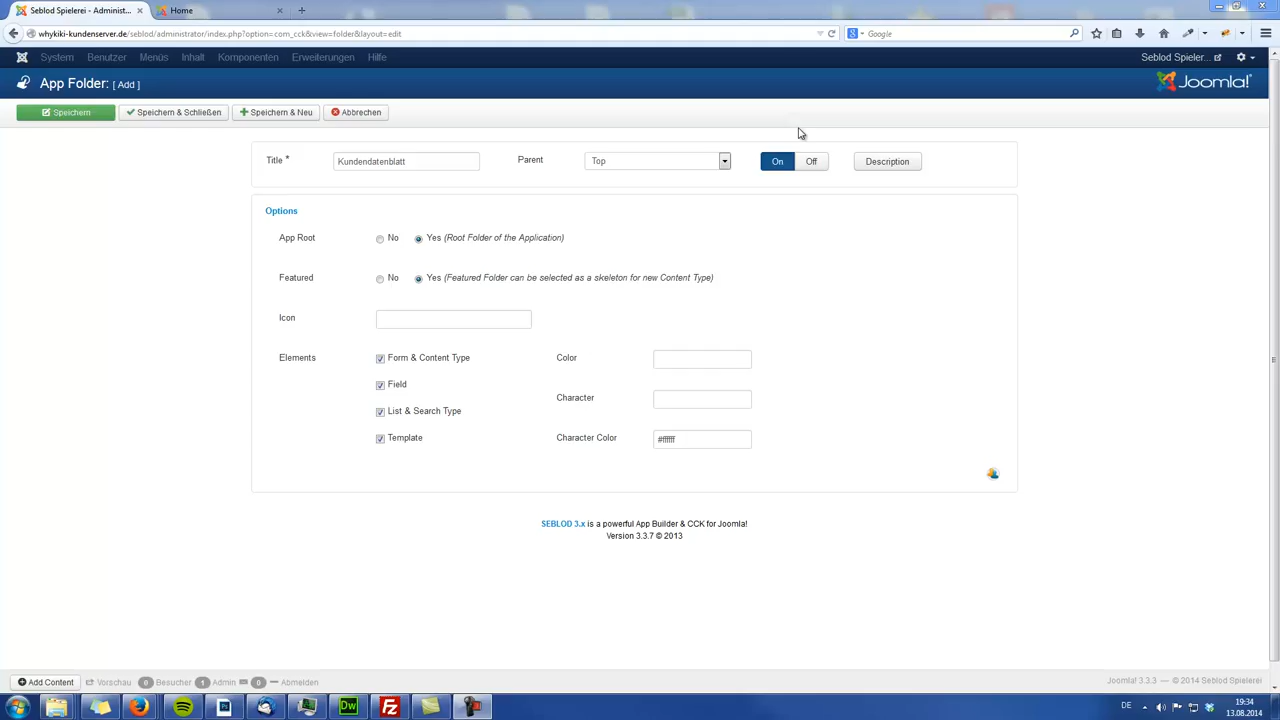 Seblod Spielerei - Administ...
Home
whykiki-kundenserver.de/seblod/administrator/index.php?option=com_cck&view=folder&layout=edit
Google
System Benutzer Menüs Inhalt Komponenten Erweiterungen Hilfe
Seblod Spieler...
App Folder: [ Add ]
Joomla!
Speichern
Speichern & Schließen
Speichern & Neu
Abbrechen
Title *
Kundendatenblatt
Parent
Top
On
Off
Description
Options
App Root
No
Yes (Root Folder of the Application)
Featured
No
Yes (Featured Folder can be selected as a skeleton for new Content Type)
Icon
Elements
Form & Content Type
Color
Field
Character
List & Search Type
Template
Character Color
#ffffff
SEBLOD 3.x is a powerful App Builder & CCK for Joomla!
Version 3.3.7 © 2013
Add Content
Vorschau
0 Besucher
1 Admin
0
Abmelden
Joomla! 3.3.3 — © 2014 Seblod Spielerei
Dw
DE
19:34
13.08.2014